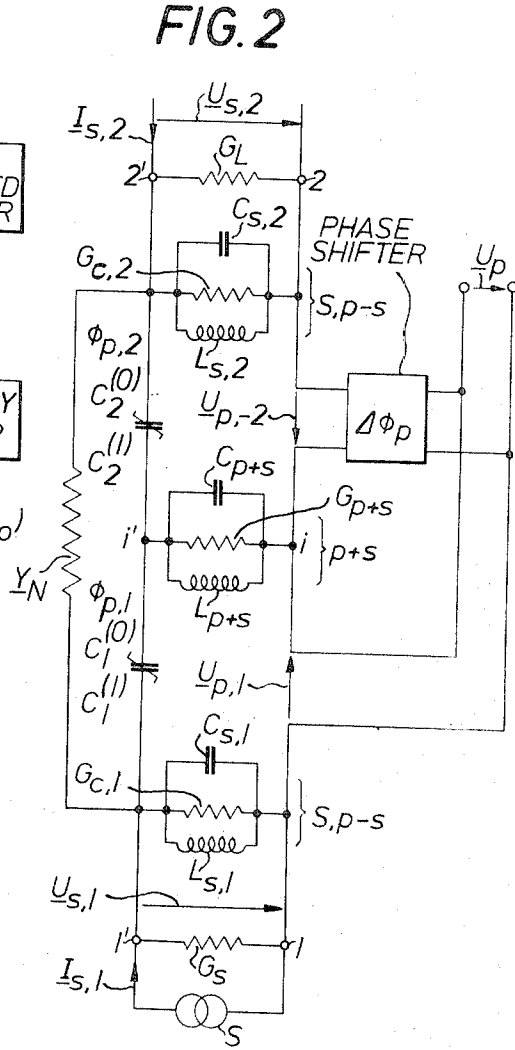 FIG. 2
U_s,2
I_s,2
G_L
2'
2
C_s,2
PHASE
SHIFTER
G_c,2
U_p
S,p-s
L_s,2
ϕ_p,2
C_2^(0)
C_2^(1)
U_p,-2
Δϕ_p
C_p+s
G_p+s
i'
i
p+s
L_p+s
Y_N
ϕ_p,1
C_1^(0)
C_1^(1)
U_p,1
C_s,1
G_c,1
S,p-s
L_s,1
U_s,1
1'
1
G_s
I_s,1
S
ED
R
Y
o)